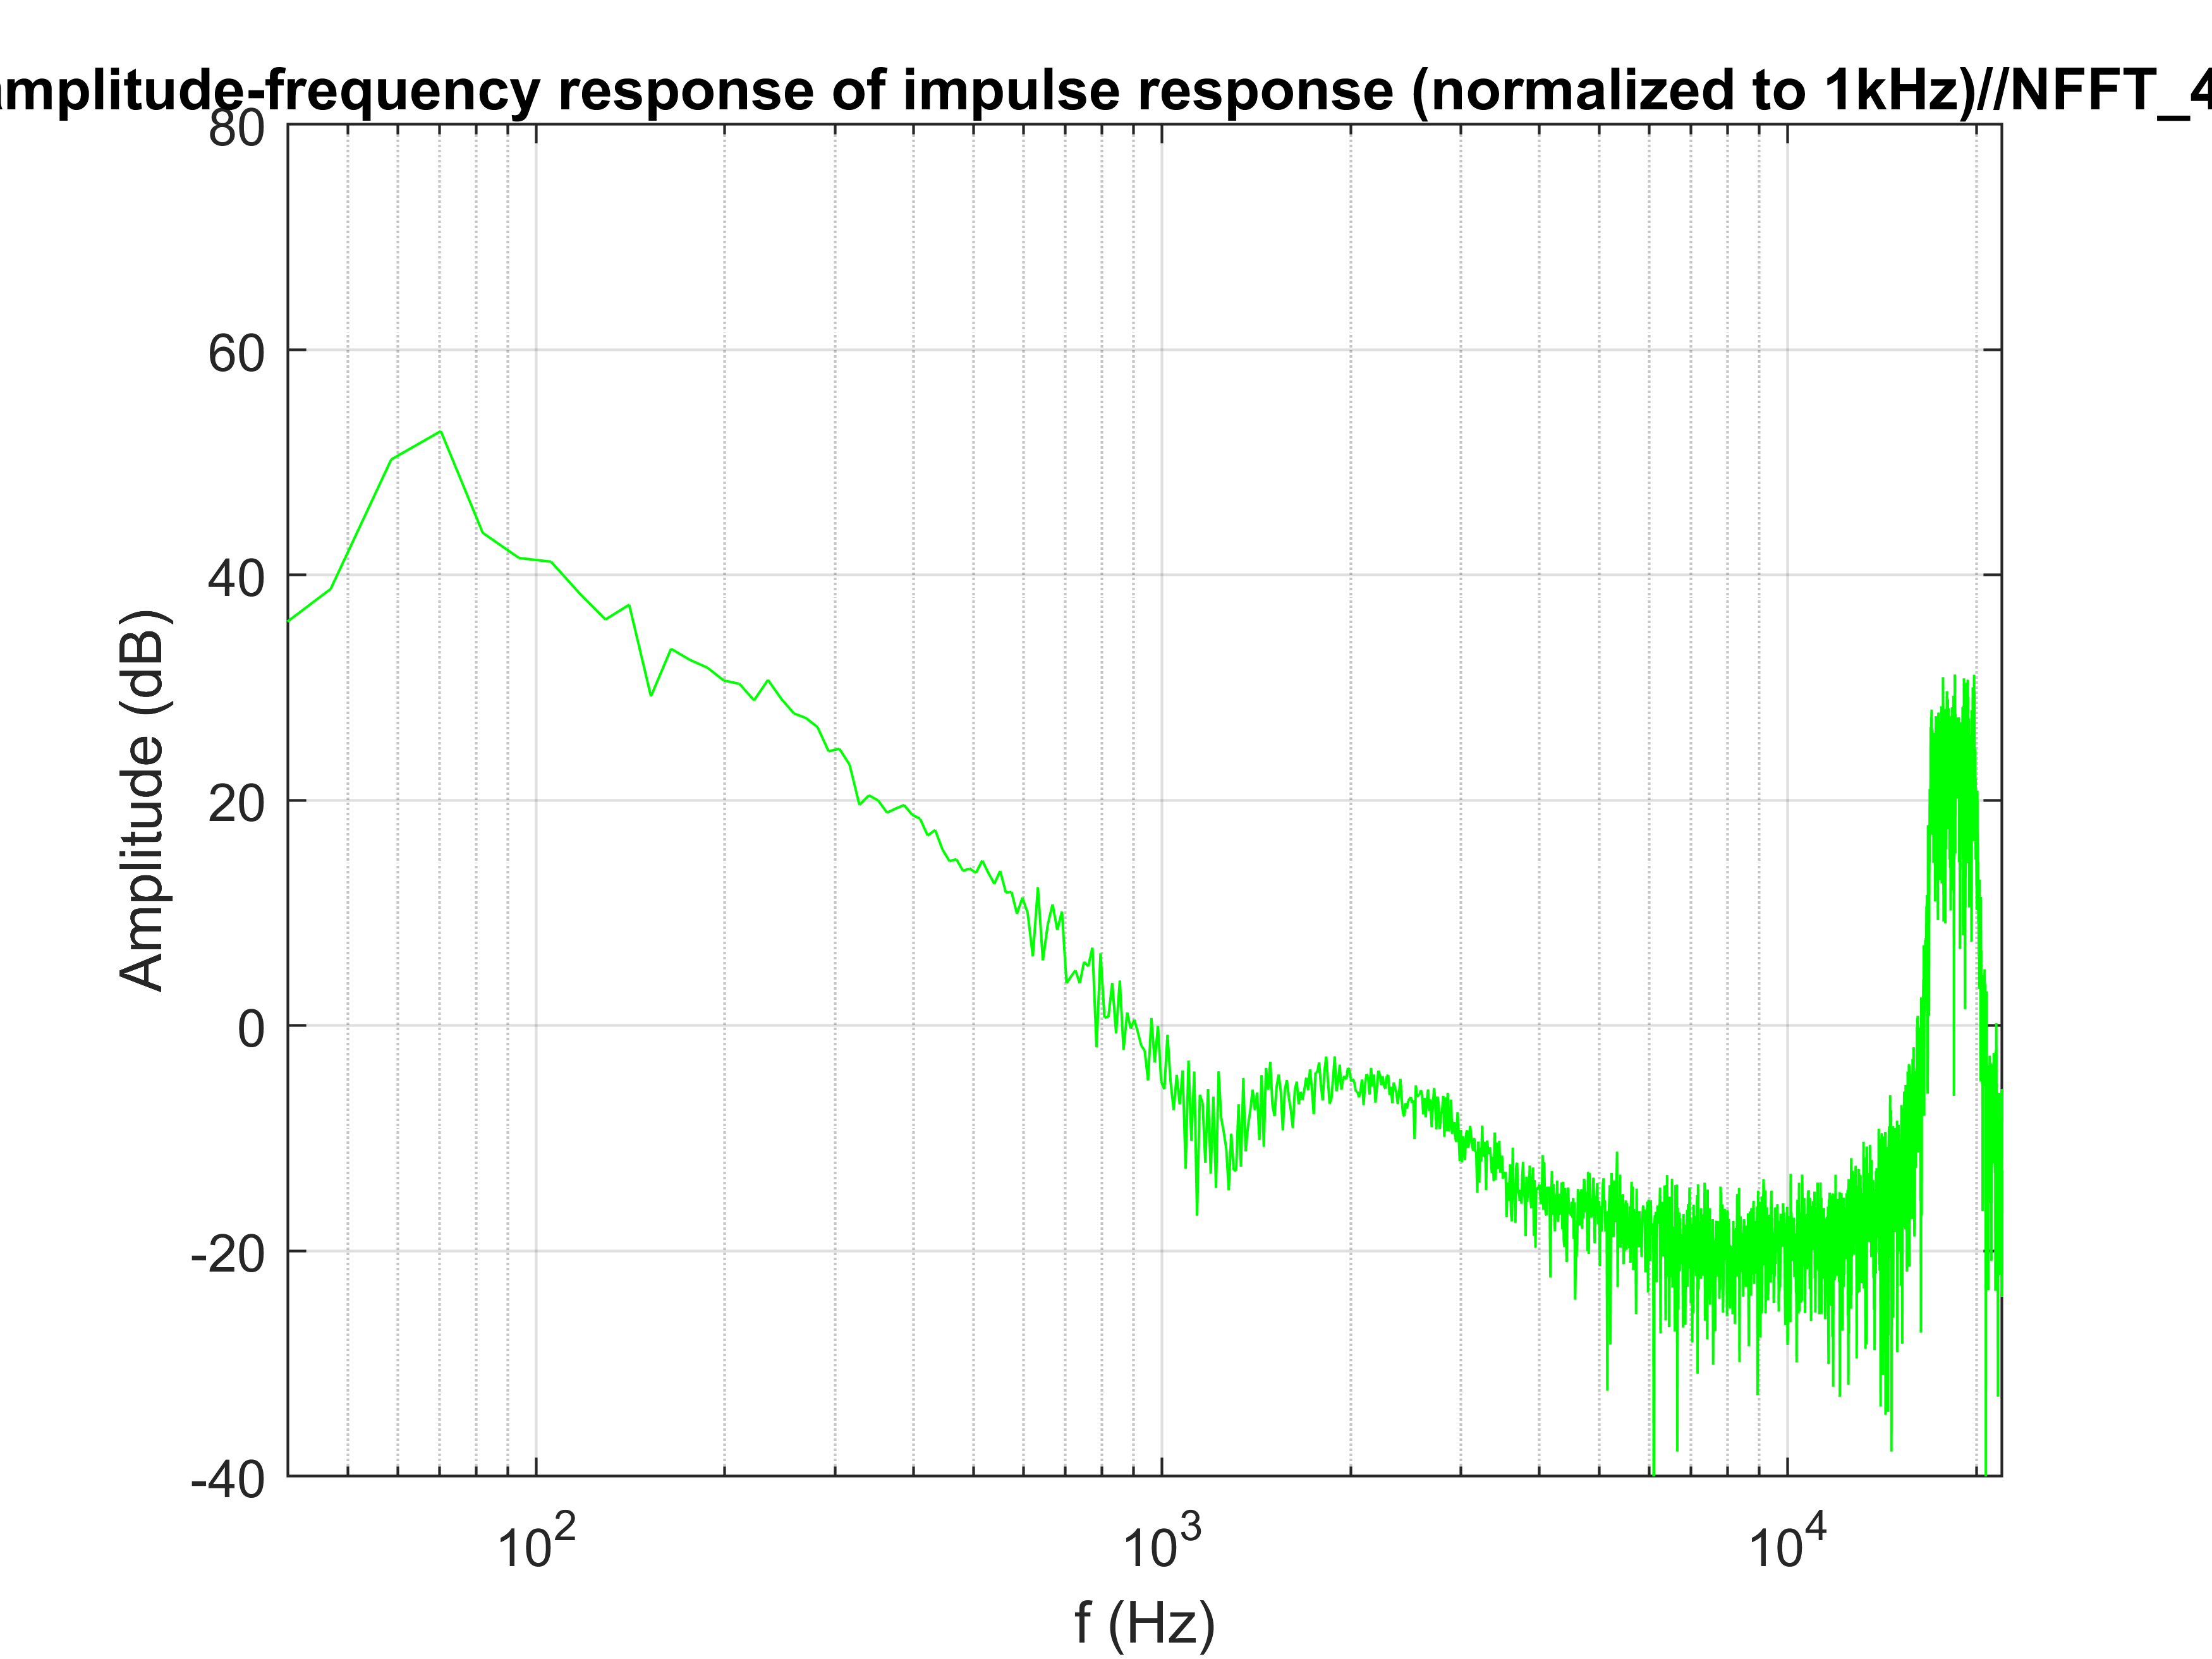 amplitude-frequency response of impulse response (normalized to 1kHz)//NFFT_4
80
60
40
20
0
-20
-40
Amplitude (dB)
10^2 10^3 10^4
f (Hz)